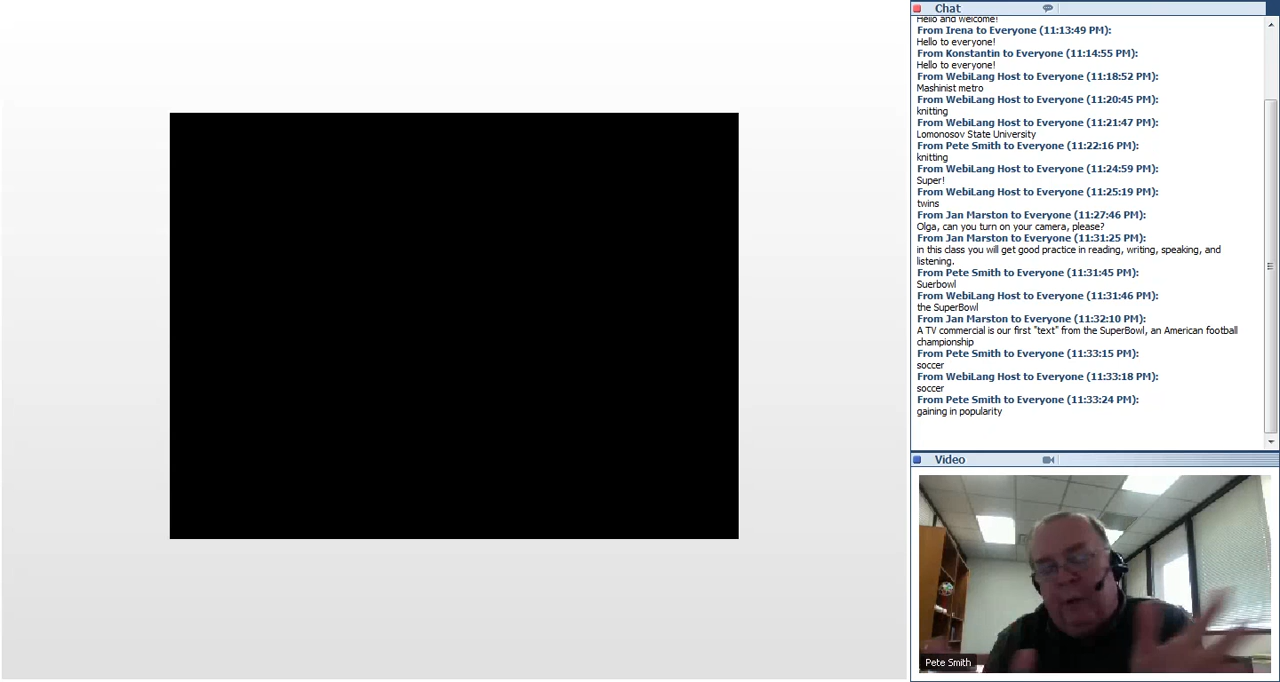 Chat
Hello and welcome!
From Irena to Everyone (11:13:49 PM):
Hello to everyone!
From Konstantin to Everyone (11:14:55 PM):
Hello to everyone!
From WebiLang Host to Everyone (11:18:52 PM):
Mashinist metro
From WebiLang Host to Everyone (11:20:45 PM):
knitting
From WebiLang Host to Everyone (11:21:47 PM):
Lomonosov State University
From Pete Smith to Everyone (11:22:16 PM):
knitting
From WebiLang Host to Everyone (11:24:59 PM):
Super!
From WebiLang Host to Everyone (11:25:19 PM):
twins
From Jan Marston to Everyone (11:27:46 PM):
Olga, can you turn on your camera, please?
From Jan Marston to Everyone (11:31:25 PM):
in this class you will get good practice in reading, writing, speaking, and
listening.
From Pete Smith to Everyone (11:31:45 PM):
Suerbowl
From WebiLang Host to Everyone (11:31:46 PM):
the SuperBowl
From Jan Marston to Everyone (11:32:10 PM):
A TV commercial is our first "text" from the SuperBowl, an American football
championship
From Pete Smith to Everyone (11:33:15 PM):
soccer
From WebiLang Host to Everyone (11:33:18 PM):
soccer
From Pete Smith to Everyone (11:33:24 PM):
gaining in popularity
Video
Pete Smith